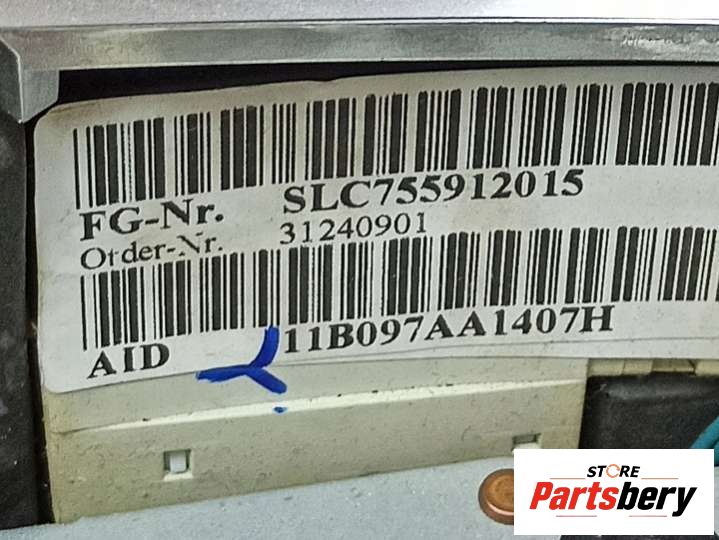 FG-Nr. SLC755912015
Order-Nr. 31240901
AID 11B097AA1407H
STORE
Partsbery